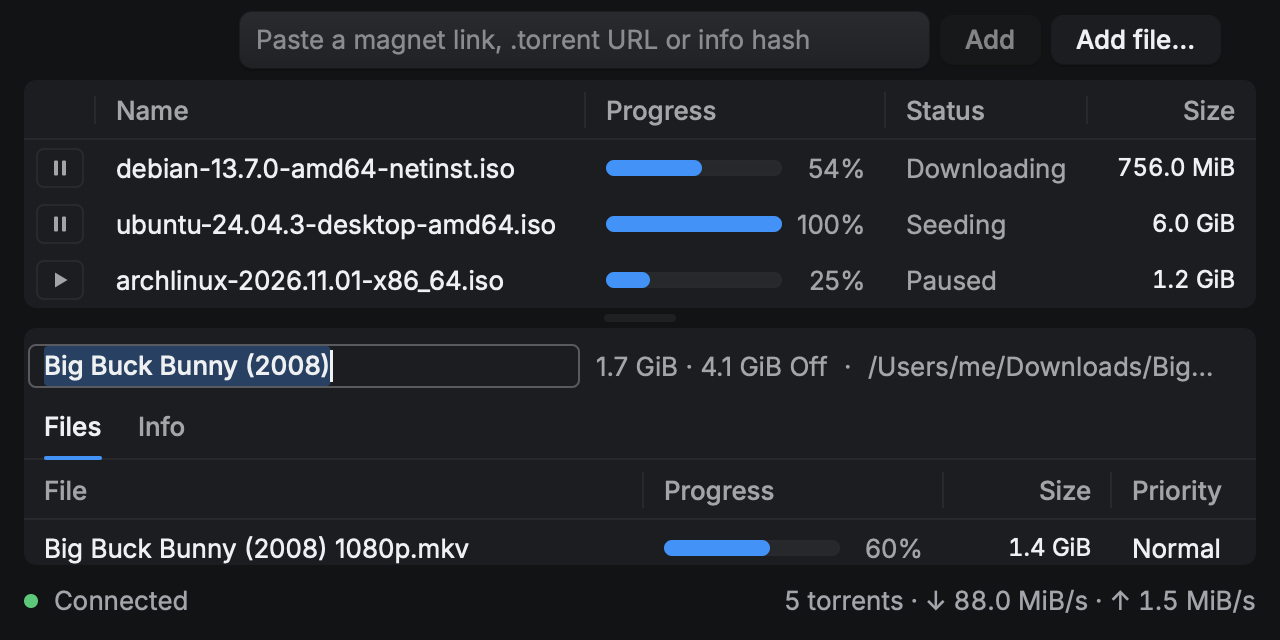 Paste a magnet link, .torrent URL or info hash Add Add file...
Name Progress Status Size
debian-13.7.0-amd64-netinst.iso 54% Downloading 756.0 MiB
ubuntu-24.04.3-desktop-amd64.iso 100% Seeding 6.0 GiB
archlinux-2026.11.01-x86_64.iso 25% Paused 1.2 GiB
Big Buck Bunny (2008) 1.7 GiB · 4.1 GiB Off · /Users/me/Downloads/Big...
Files Info
File Progress Size Priority
Big Buck Bunny (2008) 1080p.mkv 60% 1.4 GiB Normal
Connected 5 torrents · ↓ 88.0 MiB/s · ↑ 1.5 MiB/s